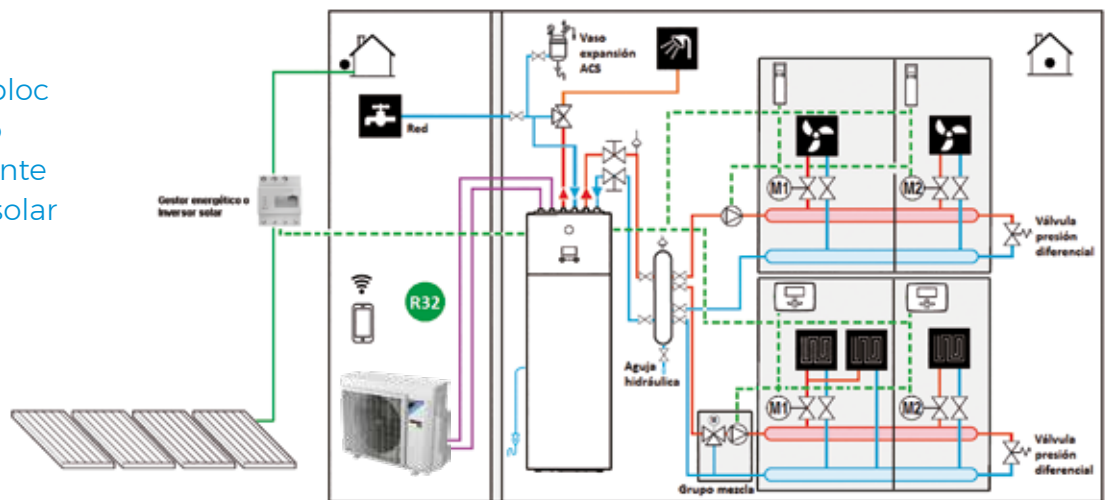 bloc
nte
solar
Vaso
expansión
ACS
Red
Gestor energético o
Inversor solar
R32
M1
M2
Válvula
presión
diferencial
Aguja
hidráulica
M1
M2
Válvula
presión
diferencial
Grupo mezcla